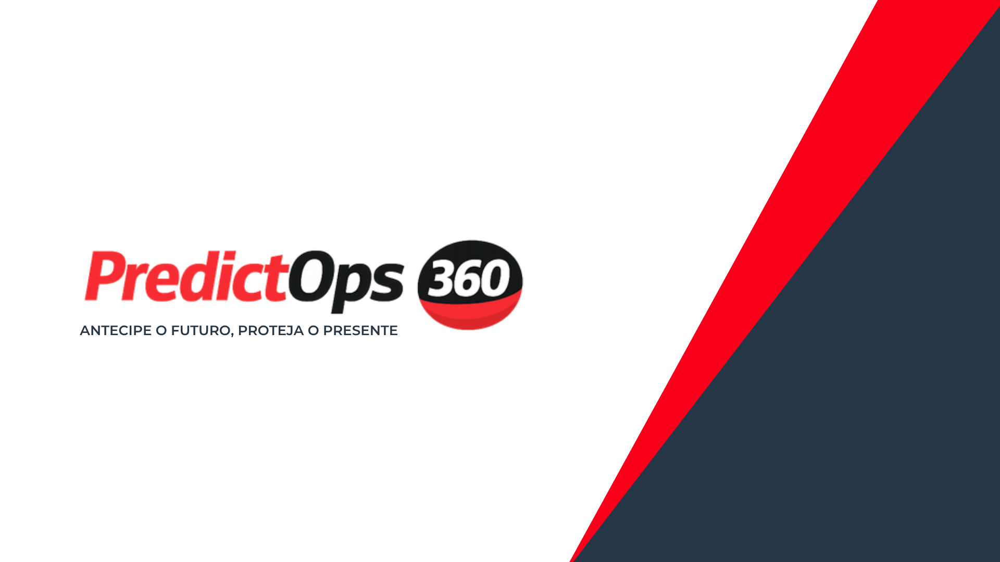 PredictOps 360
ANTECIPE O FUTURO, PROTEJA O PRESENTE